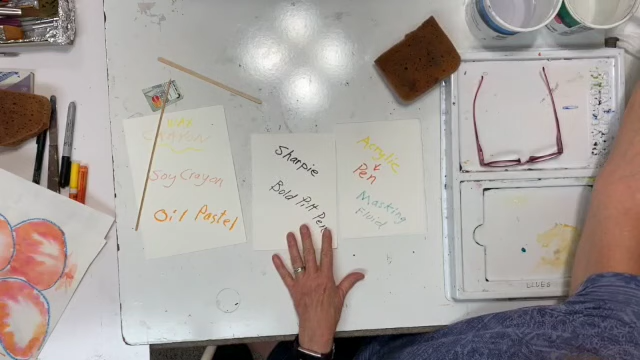 Wax
Crayon
Soy Crayon
Oil Pastel
Sharpie
Bold Pitt Pen
Acrylic
Pen
Masking
Fluid